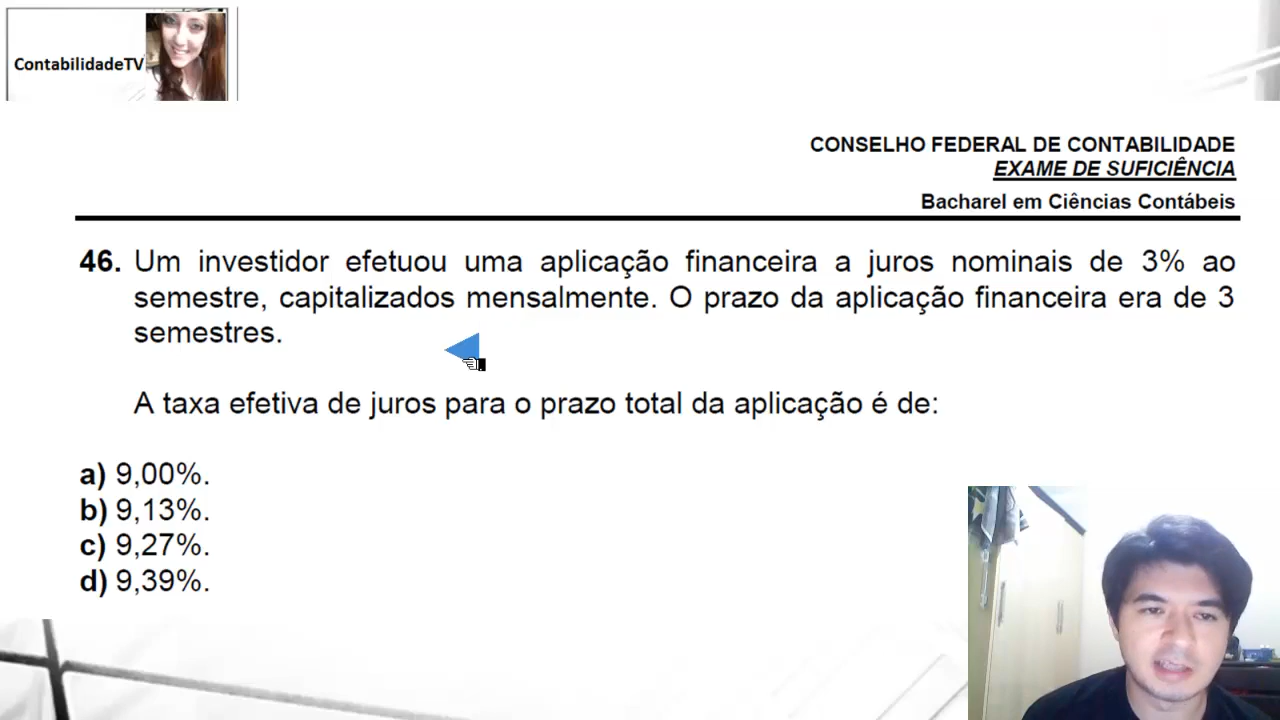 ContabilidadeTV
CONSELHO FEDERAL DE CONTABILIDADE
EXAME DE SUFICIÊNCIA
Bacharel em Ciências Contábeis
46. Um investidor efetuou uma aplicação financeira a juros nominais de 3% ao
semestre, capitalizados mensalmente. O prazo da aplicação financeira era de 3
semestres.
A taxa efetiva de juros para o prazo total da aplicação é de:
a) 9,00%.
b) 9,13%.
c) 9,27%.
d) 9,39%.